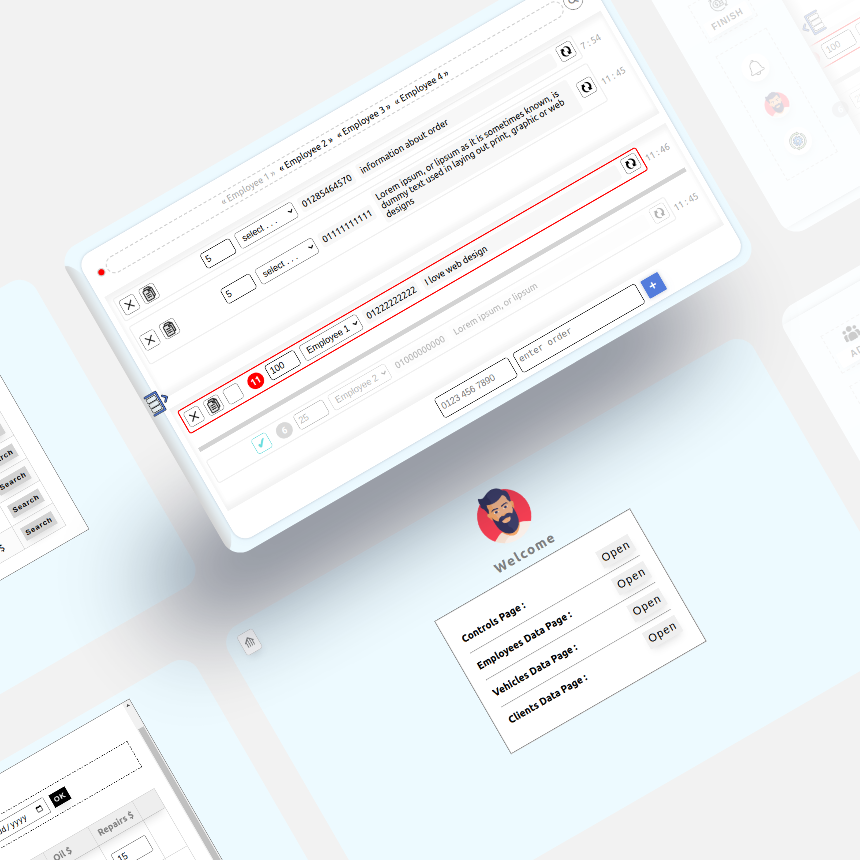 FINISH
100
« Employee 1 » « Employee 2 » « Employee 3 » « Employee 4 »
5 select . . . 01285464570 information about order 7:54
5 select . . . 01111111111 Lorem ipsum, or lipsum as it is sometimes known, is
dummy text used in laying out print, graphic or web
designs
11:45
11 100 Employee 1 01222222222 I love web design 11:46
6 25 Employee 2 01000000000 Lorem ipsum, or lipsum 11:45
0123 456 7890 enter order +
Search
Search
Search
Search
$
Welcome
Controls Page : Open
Employees Data Page : Open
Vehicles Data Page : Open
Clients Data Page : Open
/yyyy OK
Oil $ Repairs $
15